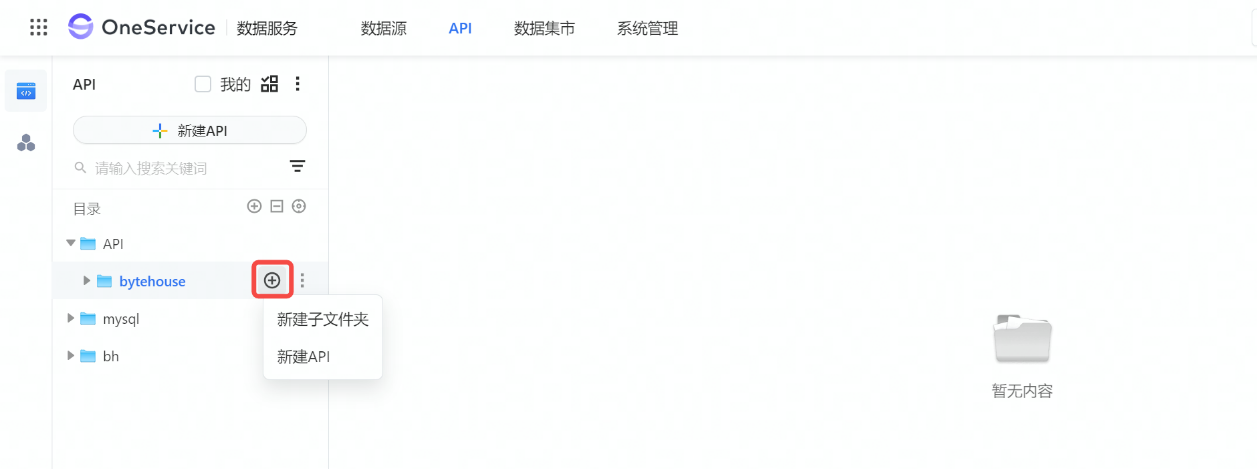 OneService 数据服务 数据源 API 数据集市 系统管理
API 我的
新建API
请输入搜索关键词
目录
API
bytehouse
mysql
新建子文件夹
bh
新建API
暂无内容